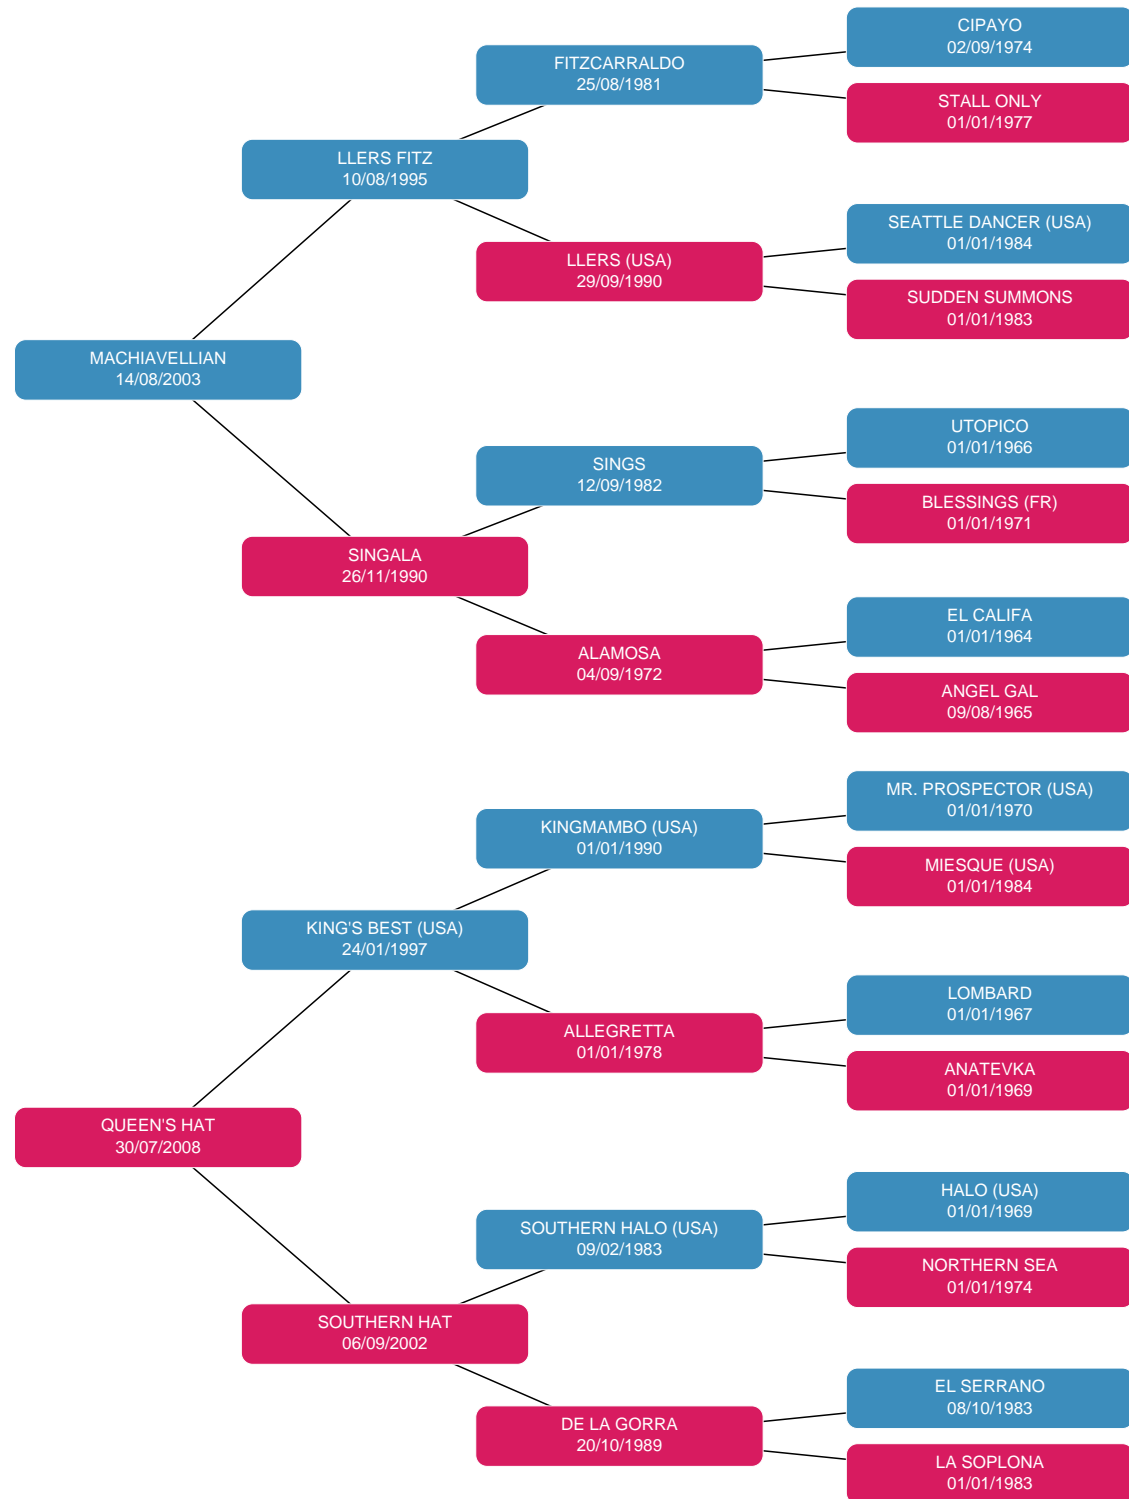 CIPAYO
02/09/1974
FITZCARRALDO
25/08/1981
STALL ONLY
01/01/1977
LLERS FITZ
10/08/1995
SEATTLE DANCER (USA)
01/01/1984
LLERS (USA)
29/09/1990
SUDDEN SUMMONS
01/01/1983
MACHIAVELLIAN
14/08/2003
UTOPICO
01/01/1966
SINGS
12/09/1982
BLESSINGS (FR)
01/01/1971
SINGALA
26/11/1990
EL CALIFA
01/01/1964
ALAMOSA
04/09/1972
ANGEL GAL
09/08/1965
MR. PROSPECTOR (USA)
01/01/1970
KINGMAMBO (USA)
01/01/1990
MIESQUE (USA)
01/01/1984
KING'S BEST (USA)
24/01/1997
LOMBARD
01/01/1967
ALLEGRETTA
01/01/1978
ANATEVKA
01/01/1969
QUEEN'S HAT
30/07/2008
HALO (USA)
01/01/1969
SOUTHERN HALO (USA)
09/02/1983
NORTHERN SEA
01/01/1974
SOUTHERN HAT
06/09/2002
EL SERRANO
08/10/1983
DE LA GORRA
20/10/1989
LA SOPLONA
01/01/1983